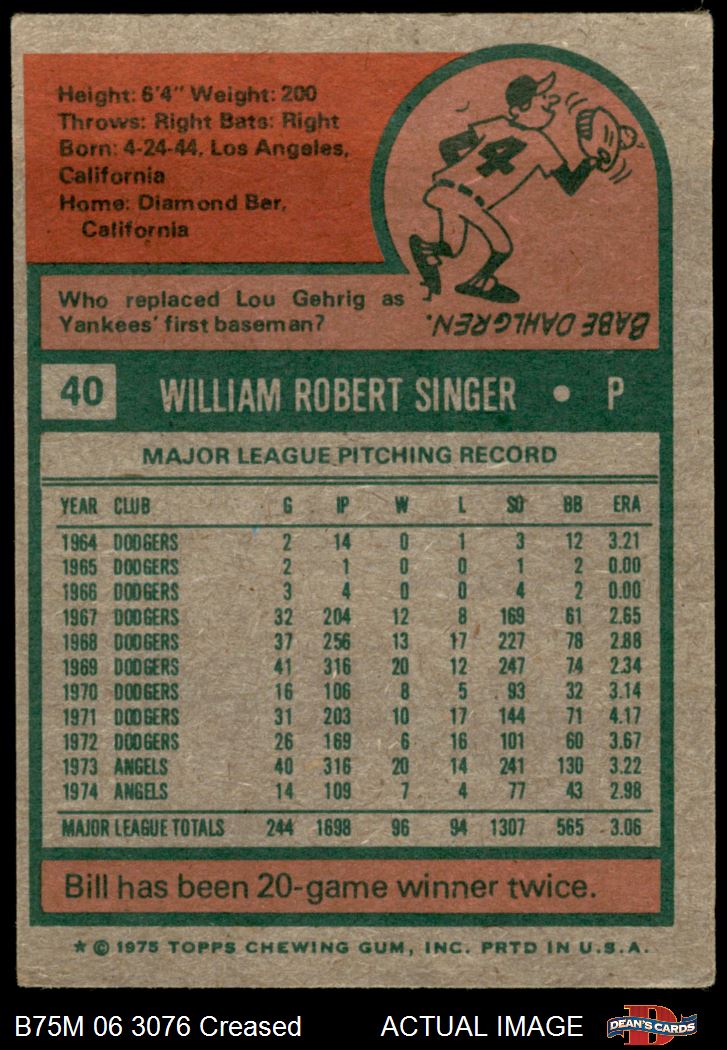 Height: 6'4" Weight: 200
Throws: Right Bats: Right
Born: 4-24-44, Los Angeles,
California
Home: Diamond Ber,
California
4
Who replaced Lou Gehrig as
Yankees' first baseman?
BABE DAHLGREN.
40 WILLIAM ROBERT SINGER • P
MAJOR LEAGUE PITCHING RECORD
YEAR CLUB G IP W L SO BB ERA
1964 DODGERS 2 14 0 1 3 12 3.21
1965 DODGERS 2 1 0 0 1 2 0.00
1966 DODGERS 3 4 0 0 4 2 0.00
1967 DODGERS 32 204 12 8 169 61 2.65
1968 DODGERS 37 256 13 17 227 78 2.88
1969 DODGERS 41 316 20 12 247 74 2.34
1970 DODGERS 16 106 8 5 93 32 3.14
1971 DODGERS 31 203 10 17 144 71 4.17
1972 DODGERS 26 169 6 16 101 60 3.67
1973 ANGELS 40 316 20 14 241 130 3.22
1974 ANGELS 14 109 7 4 77 43 2.98
MAJOR LEAGUE TOTALS 244 1698 96 94 1307 565 3.06
Bill has been 20-game winner twice.
* © 1975 TOPPS CHEWING GUM, INC. PRTD IN U.S.A.
B75M 06 3076 Creased ACTUAL IMAGE D DEAN'S CARDS